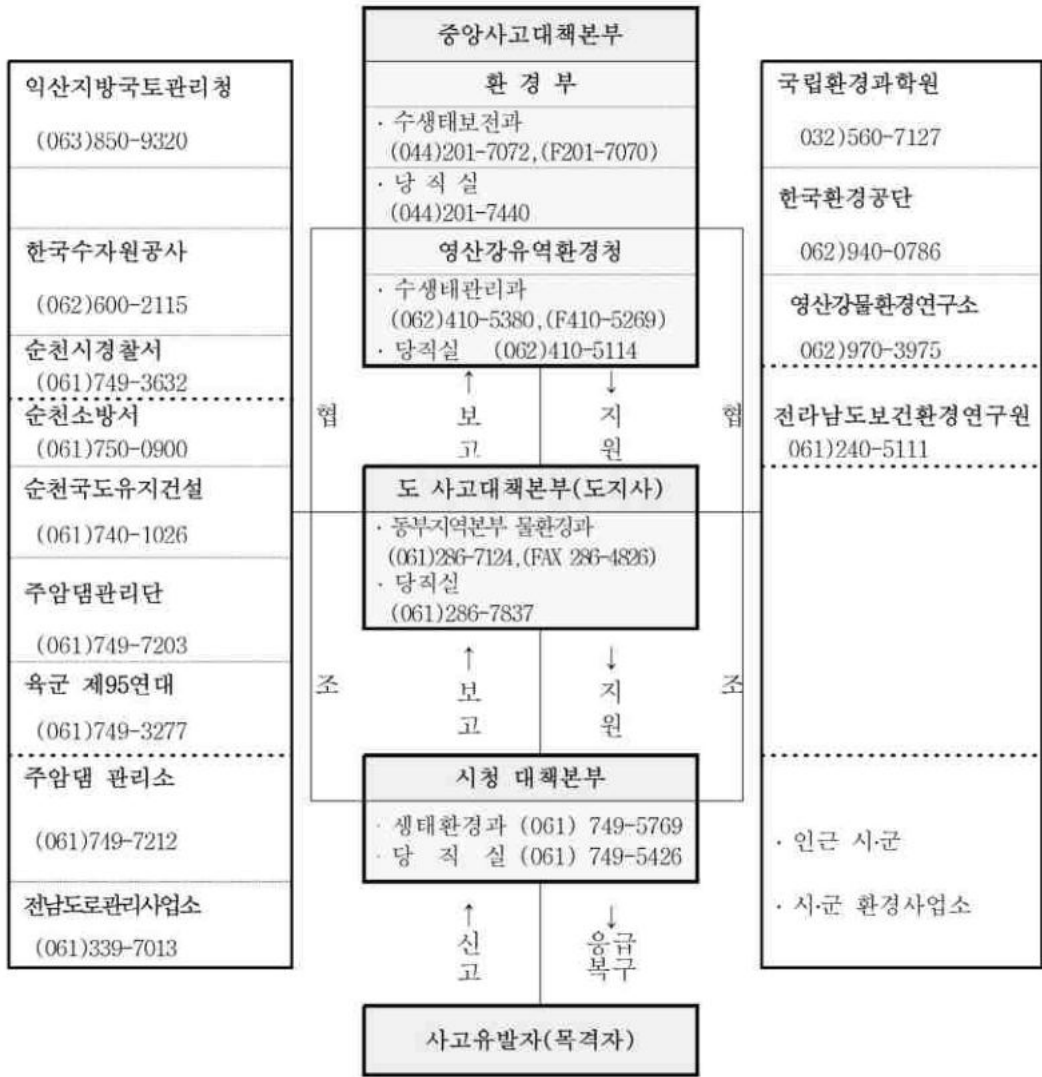 익산지방국토관리청
(063)850-9320
한국수자원공사
(062)600-2115
순천시경찰서
(061)749-3632
순천소방서
(061)750-0900
순천국도유지건설
(061)740-1026
주암댐관리단
(061)749-7203
육군 제95연대
(061)749-3277
주암댐 관리소
(061)749-7212
전남도로관리사업소
(061)339-7013
중앙사고대책본부
환 경 부
· 수생태보전과
(044)201-7072,(F201-7070)
· 당 직 실
(044)201-7440
영산강유역환경청
· 수생태관리과
(062)410-5380,(F410-5269)
· 당직실 (062)410-5114
↑ ↓
보 지
고 원
협 협
도 사고대책본부(도지사)
· 동부지역본부 물환경과
(061)286-7124,(FAX 286-4826)
· 당직실
(061)286-7837
↑ ↓
보 지
고 원
조 조
시청 대책본부
· 생태환경과 (061) 749-5769
· 당 직 실 (061) 749-5426
↑ ↓
신 응급
고 복구
사고유발자(목격자)
국립환경과학원
032)560-7127
한국환경공단
062)940-0786
영산강물환경연구소
062)970-3975
전라남도보건환경연구원
061)240-5111
· 인근 시·군
· 시·군 환경사업소